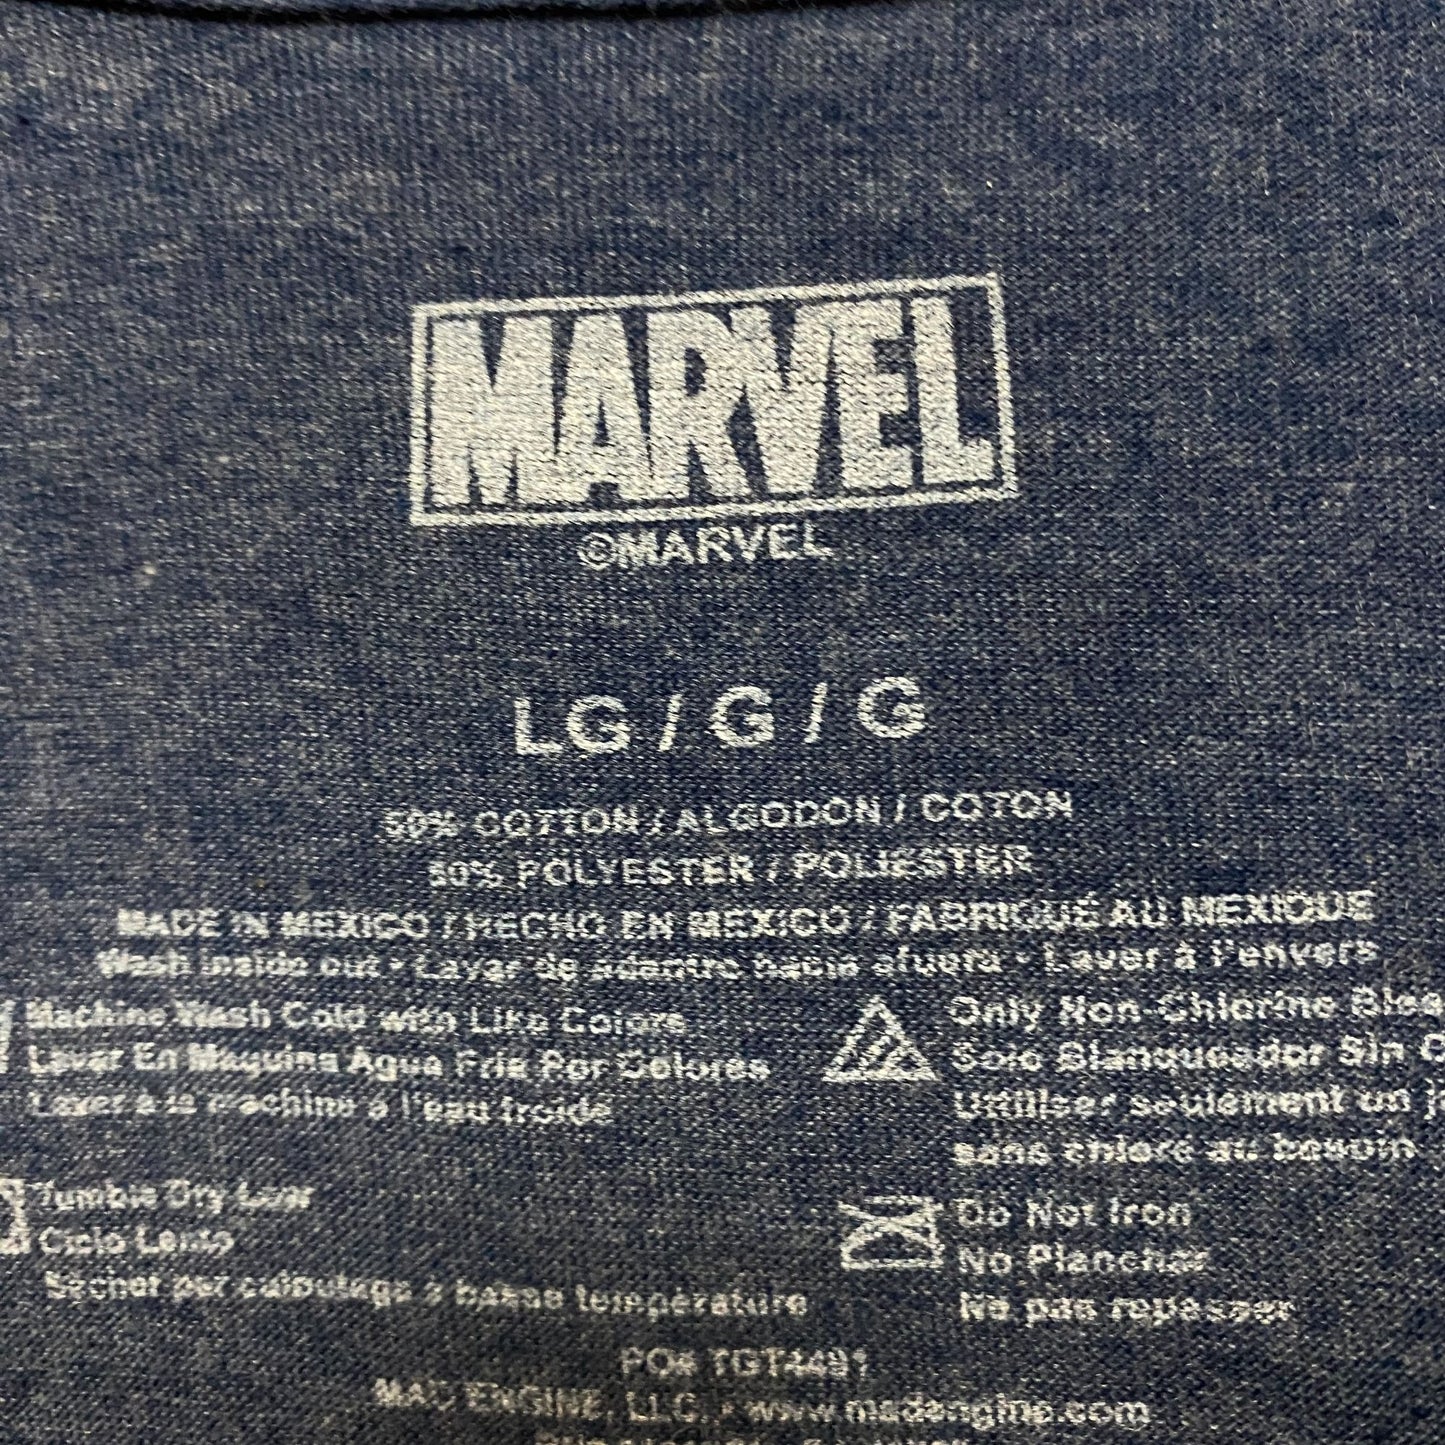 MARVEL
©MARVEL
LG / G / G
50% COTTON / ALGODON / COTON
50% POLYESTER / POLIESTER
MADE IN MEXICO / HECHO EN MEXICO / FABRIQUÉ AU MEXIQUE
Wash inside out • Lavar de adentro hacia afuera • Laver à l'envers
Machine Wash Cold with Like Colors
Lavar En Maquina Agua Fria Por Colores
Laver a la machine à l'eau froide
Only Non-Chlorine Blea
Solo Blanqueador Sin
Utiliser seulement un
sans chlore au besoin
Tumble Dry Low
Ciclo Lento
Sécher par culbutage a basse température
Do Not Iron
No Planchar
Ne pas repasser
PO# TGT4491
MAD ENGINE, LLC. • www.madengine.com